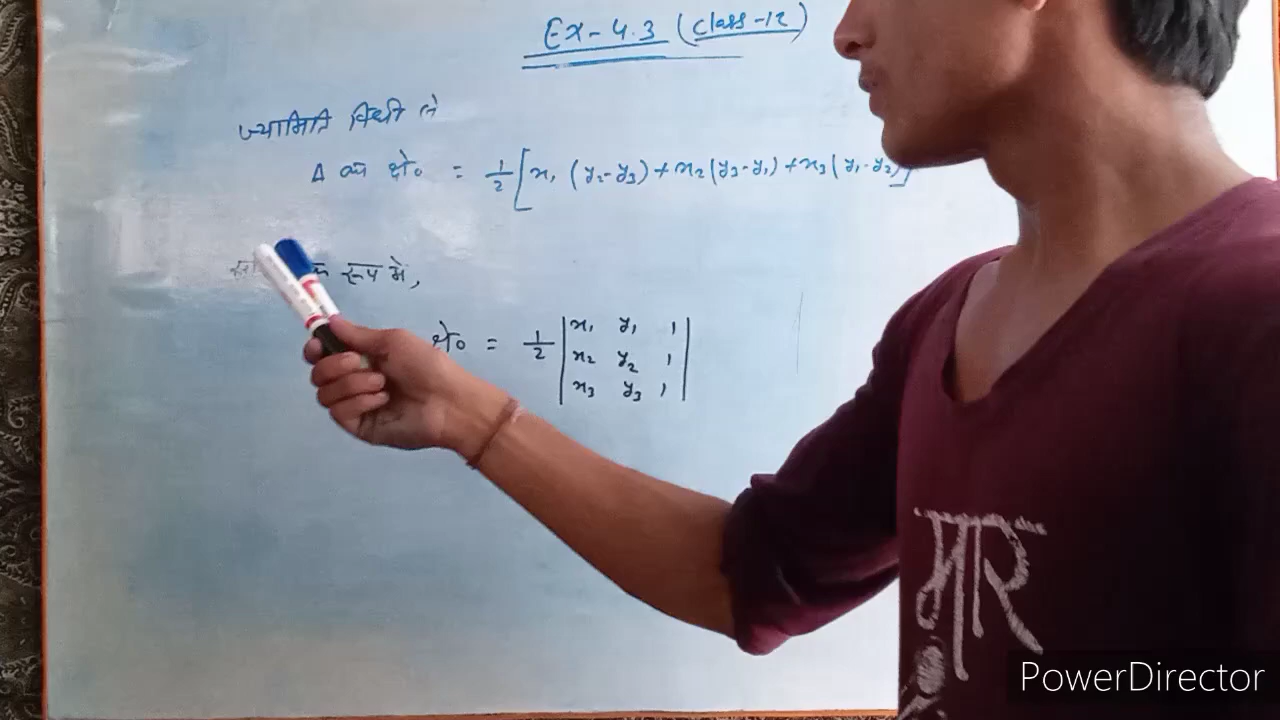 Ex-4.3 (class-12)
ज्यामिति विधी से
Δ का क्षे० = 1/2 [x₁ (y₂-y₃) + x₂ (y₃-y₁) + x₃ (y₁-y₂)]
रूप में,
क्षे० = 1/2 | x₁ y₁ 1
x₂ y₂ 1
x₃ y₃ 1 |
मार
PowerDirector